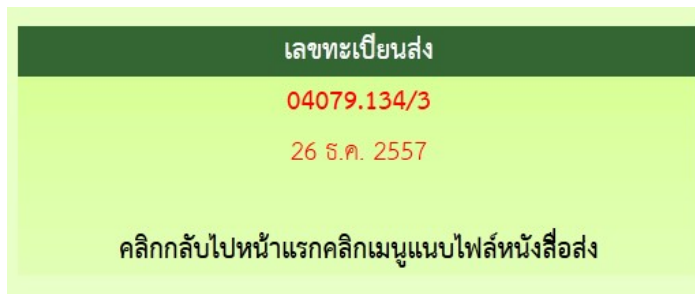 เลขทะเบียนส่ง
04079.134/3
26 ธ.ค. 2557
คลิกกลับไปหน้าแรกคลิกเมนูแนบไฟล์หนังสื่อส่ง